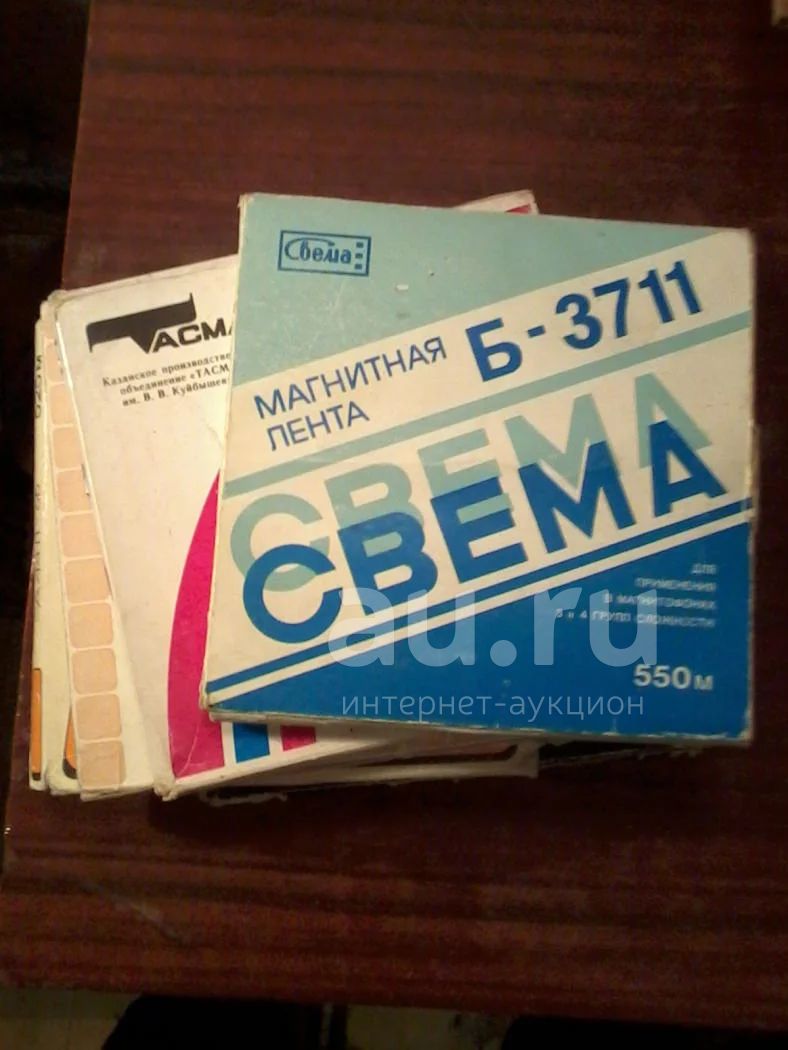 Свема
МАГНИТНАЯ
ЛЕНТА
Б-3711
СВЕМА
СВЕМА
ДЛЯ
ПРИМЕНЕНИЯ
В МАГНИТОФОНАХ
3 и 4 ГРУПП СЛОЖНОСТИ
550м
ТАСМА
Казанское производстве
объединение «ТАСМ
им. В. В. Куйбышев
au.ru
интернет-аукцион